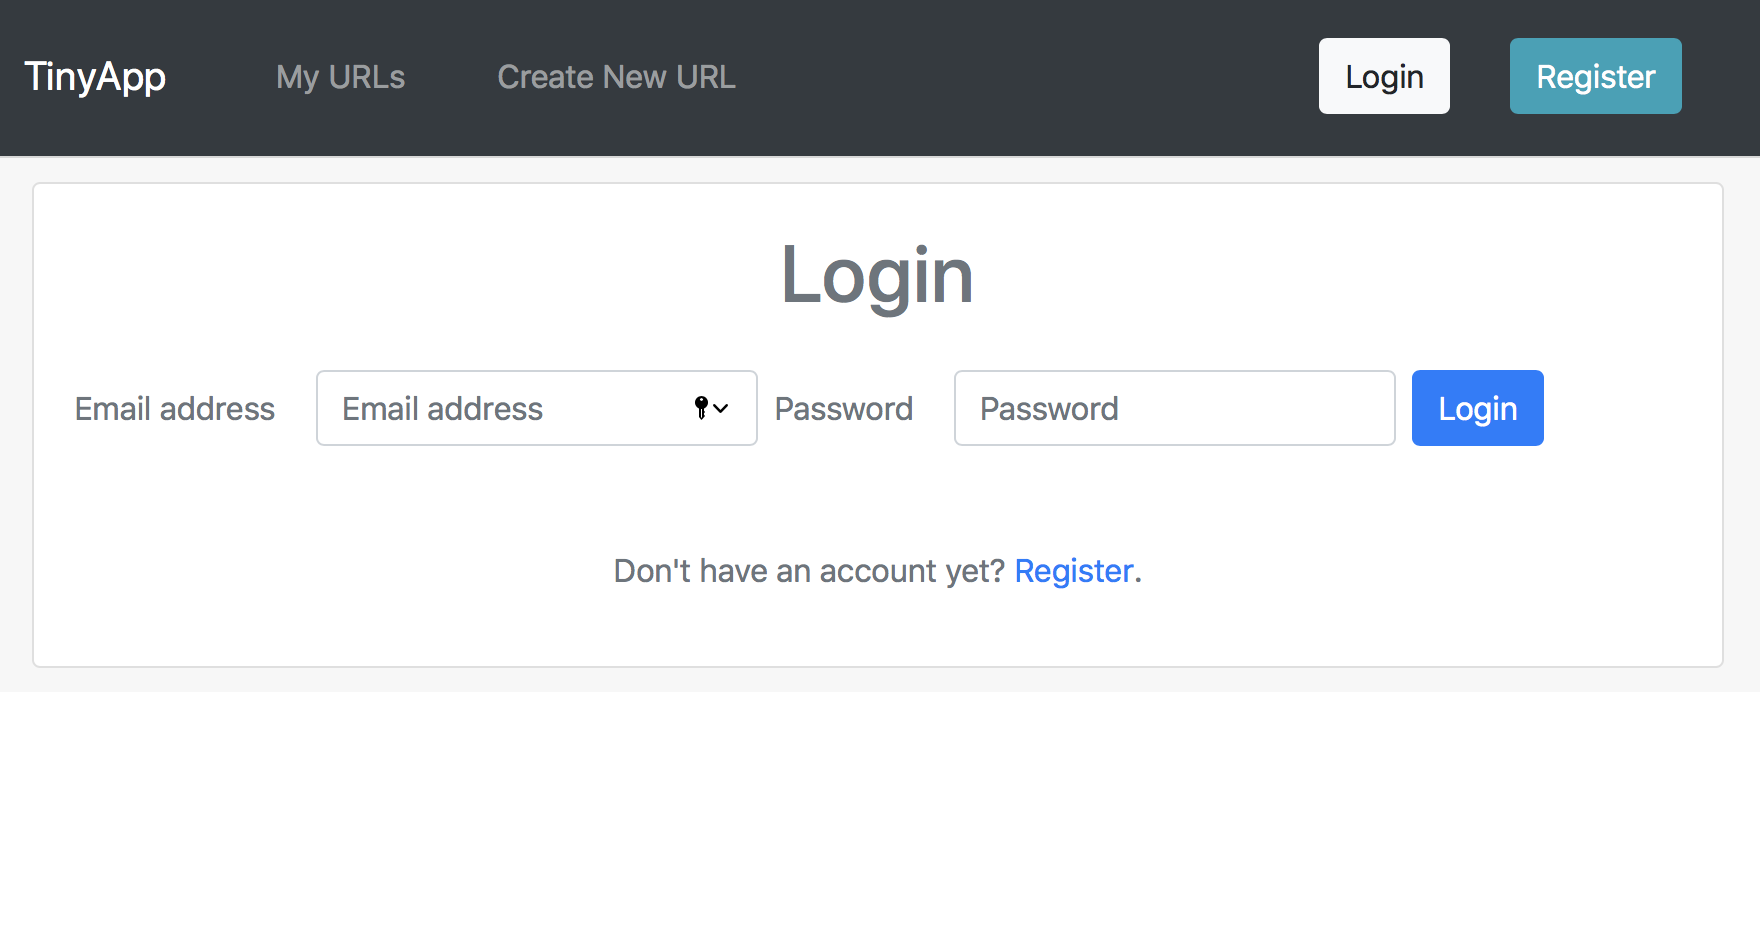 TinyApp My URLs Create New URL Login Register
Login
Email address Email address Password Password Login
Don't have an account yet? Register.